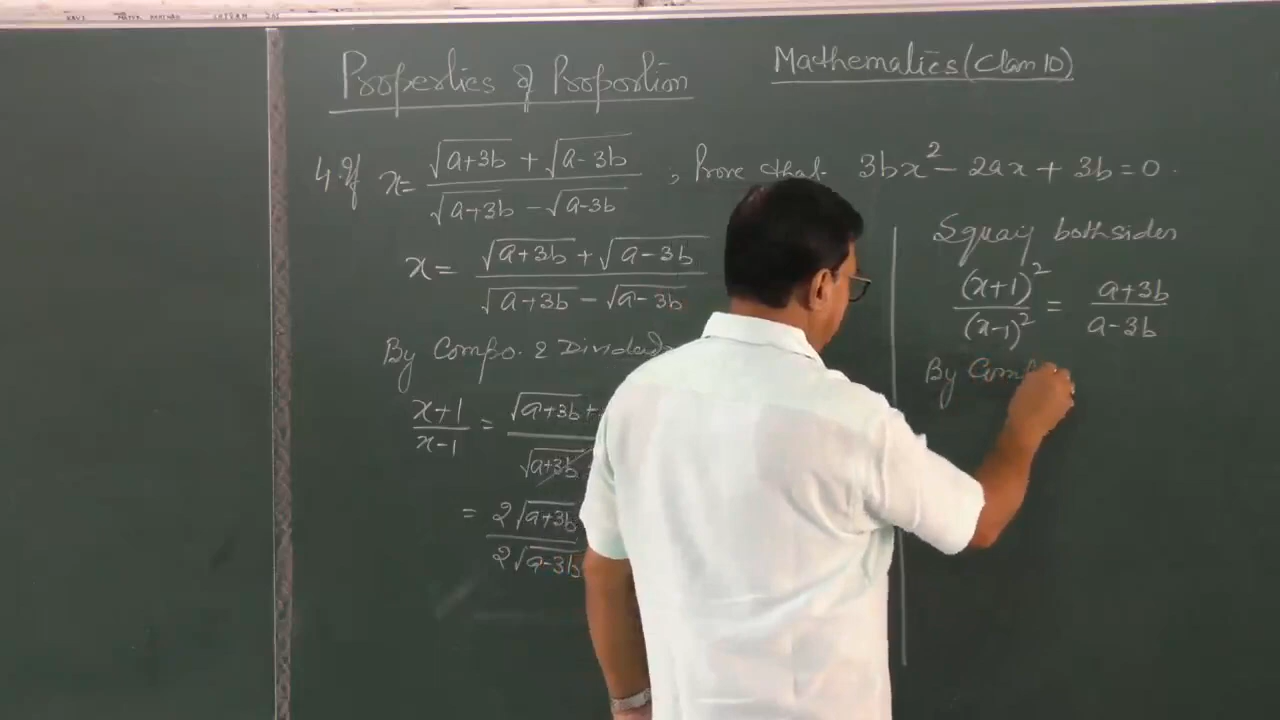 Properties of Proportion
Mathematics (Class 10)
4. If x = √(a+3b) + √(a-3b) / √(a+3b) - √(a-3b) , Prove that 3bx² - 2ax + 3b = 0.
x = √(a+3b) + √(a-3b) / √(a+3b) - √(a-3b)
By Compo. & Dividendo
x+1 / x-1 = √(a+3b) + / √(a+3b)
= 2√(a+3b) / 2√(a-3b)
Squaring both sides
(x+1)² / (x-1)² = a+3b / a-3b
By Comp